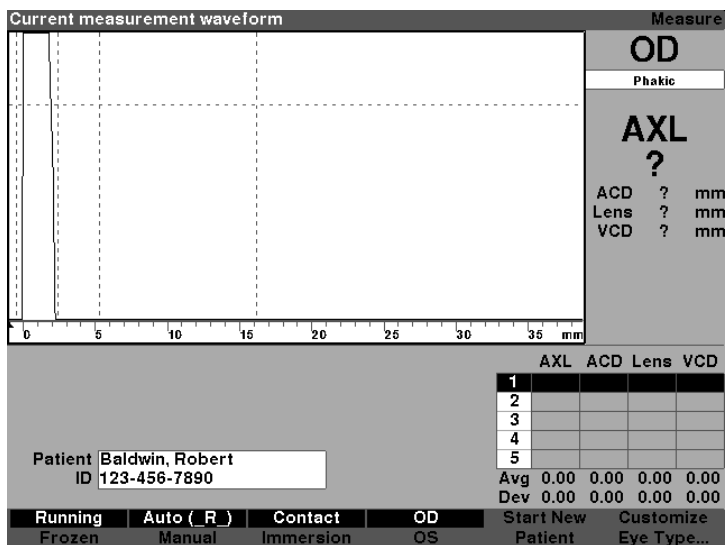 Current measurement waveform Measure
OD
Phakic
AXL
?
ACD ? mm
Lens ? mm
VCD ? mm
0 5 10 15 20 25 30 35 mm
AXL ACD Lens VCD
1
2
3
4
5
Avg 0.00 0.00 0.00 0.00
Dev 0.00 0.00 0.00 0.00
Patient Baldwin, Robert
ID 123-456-7890
Running Auto (_R_) Contact OD Start New Customize
Frozen Manual Immersion OS Patient Eye Type...